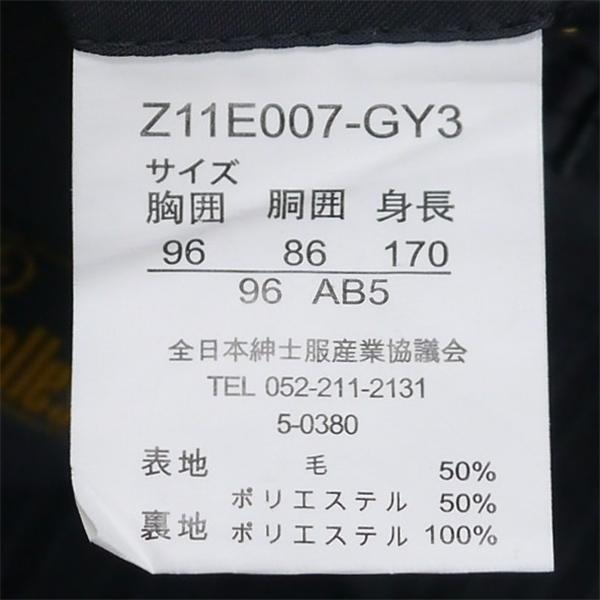 Z11E007-GY3
サイズ
胸囲 胴囲 身長
96 86 170
96 AB5
全日本紳士服産業協議会
TEL 052-211-2131
5-0380
表地 毛 50%
ポリエステル 50%
裏地 ポリエステル 100%